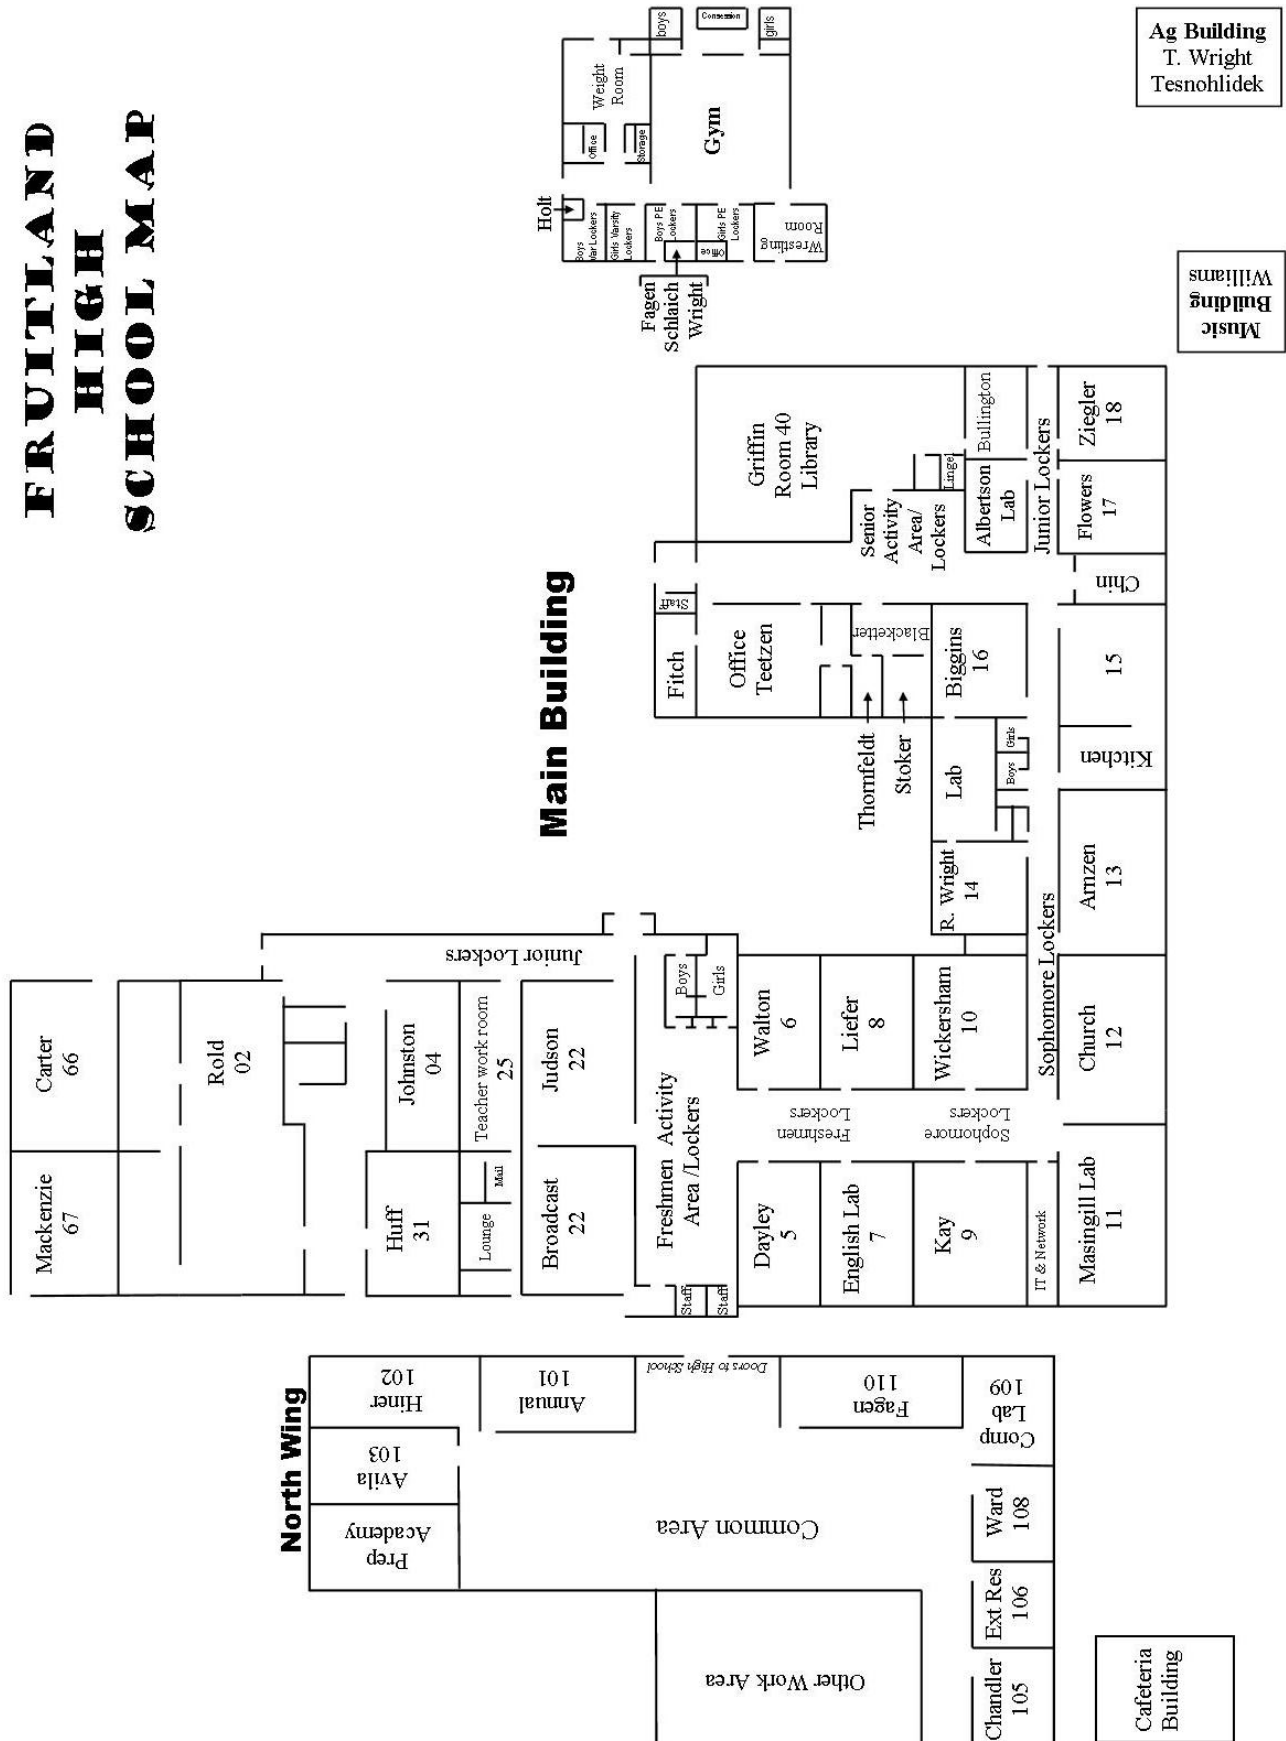 FRUITLAND
HIGH
SCHOOL MAP
Ag Building
T. Wright
Tesnohlidek
boys
Concession
girls
Weight
Room
Office
Storage
Gym
Holt
Boys
Var Lockers
Girls Varsity
Lockers
Boys PE
Lockers
Office
Girls PE
Lockers
Wrestling
Room
Fagen
Schlaich
Wright
Music
Building
Williams
Main Building
Griffin
Room 40
Library
Bullington
Lingel
Albertson
Lab
Senior
Activity
Area/
Lockers
Junior Lockers
Ziegler
18
Flowers
17
Chin
Staff
Fitch
Office
Teetzen
Blacketter
Thornfeldt
Stoker
Biggins
16
15
Kitchen
Lab
Girls
Boys
R. Wright
14
Arnzen
13
Sophomore Lockers
Junior Lockers
Carter
66
Mackenzie
67
Rold
02
Johnston
04
Huff
31
Teacher work room
25
Mail
Lounge
Judson
22
Broadcast
22
Boys
Girls
Freshmen Activity
Area /Lockers
Staff
Staff
Walton
6
Liefer
8
Wickersham
10
Church
12
Freshmen
Lockers
Sophomore
Lockers
Dayley
5
English Lab
7
Kay
9
IT & Network
Masingill Lab
11
North Wing
Hiner
102
Annual
101
Doors to High School
Fagen
110
Comp
Lab
109
Avila
103
Prep
Academy
Common Area
Ward
108
Ext Res
106
Chandler
105
Other Work Area
Cafeteria
Building